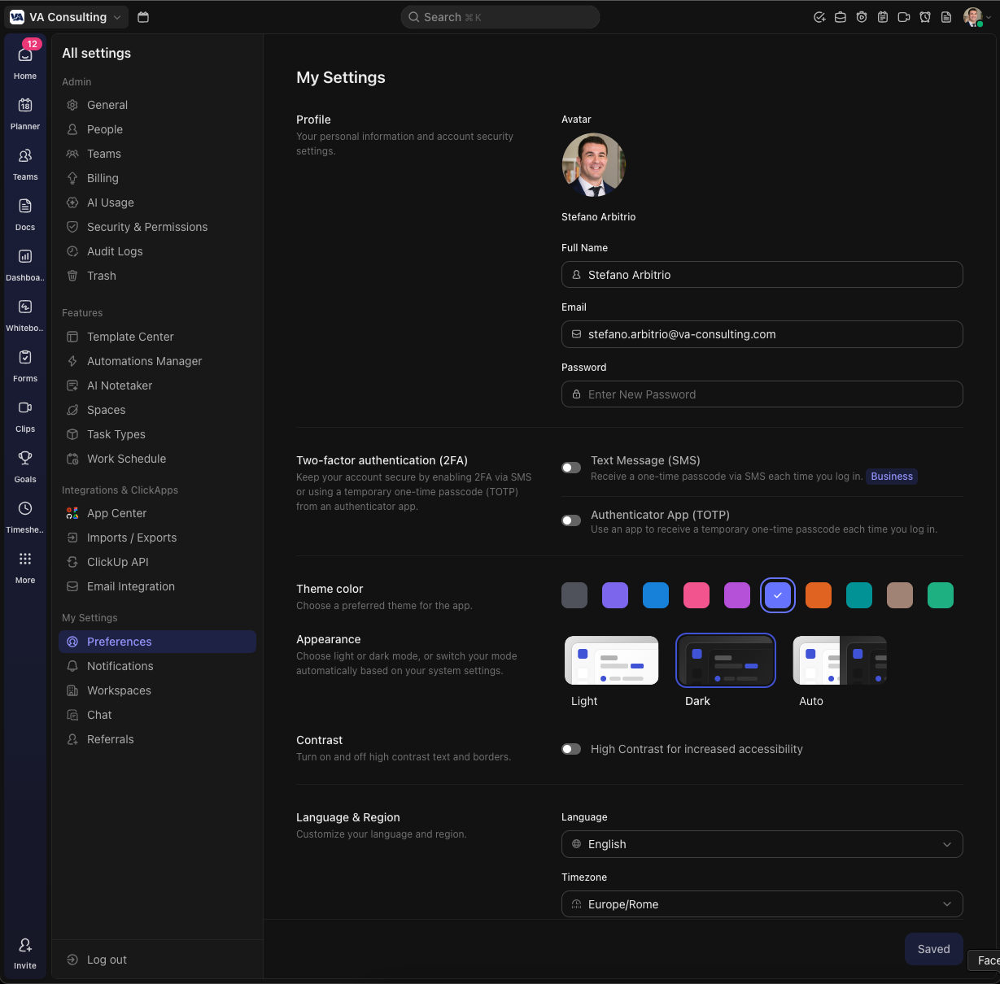 VA Consulting
Search ⌘K
12
Home
18
Planner
Teams
Docs
Dashboa..
Whitebo..
Forms
Clips
Goals
Timeshe..
More
Invite
All settings
Admin
General
People
Teams
Billing
AI Usage
Security & Permissions
Audit Logs
Trash
Features
Template Center
Automations Manager
AI Notetaker
Spaces
Task Types
Work Schedule
Integrations & ClickApps
App Center
Imports / Exports
ClickUp API
Email Integration
My Settings
Preferences
Notifications
Workspaces
Chat
Referrals
Log out
My Settings
Profile
Your personal information and account security
settings.
Avatar
Stefano Arbitrio
Full Name
Stefano Arbitrio
Email
stefano.arbitrio@va-consulting.com
Password
Enter New Password
Two-factor authentication (2FA)
Keep your account secure by enabling 2FA via SMS
or using a temporary one-time passcode (TOTP)
from an authenticator app.
Text Message (SMS)
Receive a one-time passcode via SMS each time you log in. Business
Authenticator App (TOTP)
Use an app to receive a temporary one-time passcode each time you log in.
Theme color
Choose a preferred theme for the app.
Appearance
Choose light or dark mode, or switch your mode
automatically based on your system settings.
Light
Dark
Auto
Contrast
Turn on and off high contrast text and borders.
High Contrast for increased accessibility
Language & Region
Customize your language and region.
Language
English
Timezone
Europe/Rome
Saved
Face